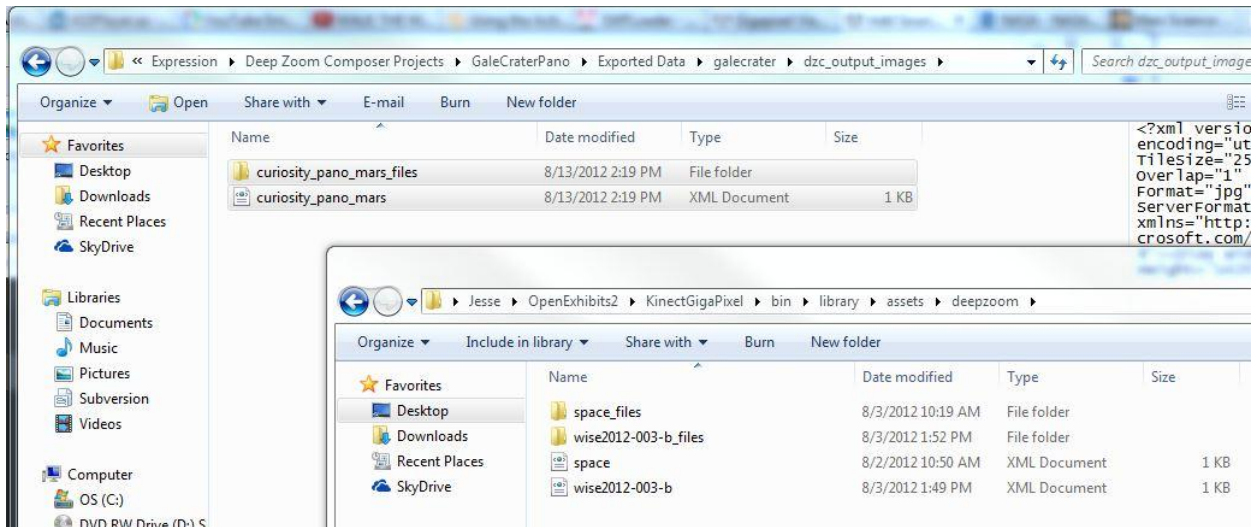 « Expression ▸ Deep Zoom Composer Projects ▸ GaleCraterPano ▸ Exported Data ▸ galecrater ▸ dzc_output_images ▸ Search dzc_output_image
Organize Open Share with E-mail Burn New folder
Name Date modified Type Size
Favorites
Desktop
Downloads
Recent Places
SkyDrive
Libraries
Documents
Music
Pictures
Subversion
Videos
Computer
OS (C:)
DVD RW Drive (D:) S
curiosity_pano_mars_files 8/13/2012 2:19 PM File folder
curiosity_pano_mars 8/13/2012 2:19 PM XML Document 1 KB
<?xml versio
encoding="ut
TileSize="25
Overlap="1"
Format="jpg"
ServerFormat
xmlns="http:
crosoft.com/
▸ Jesse ▸ OpenExhibits2 ▸ KinectGigaPixel ▸ bin ▸ library ▸ assets ▸ deepzoom ▸
Organize Include in library Share with Burn New folder
Name Date modified Type Size
Favorites
Desktop
Downloads
Recent Places
SkyDrive
space_files 8/3/2012 10:19 AM File folder
wise2012-003-b_files 8/3/2012 1:52 PM File folder
space 8/2/2012 10:50 AM XML Document 1 KB
wise2012-003-b 8/3/2012 1:49 PM XML Document 1 KB